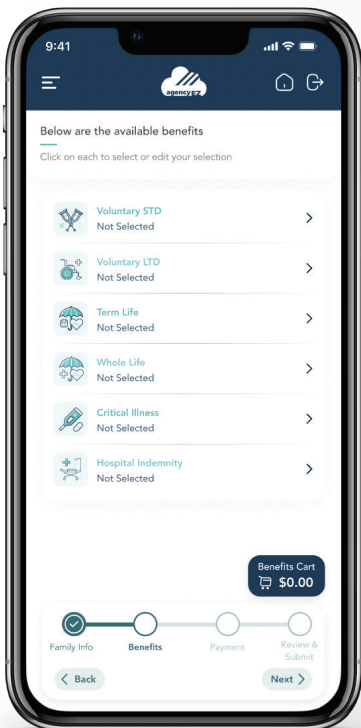 9:41
agency EZ
Below are the available benefits
Click on each to select or edit your selection
Voluntary STD
Not Selected
Voluntary LTD
Not Selected
Term Life
Not Selected
Whole Life
Not Selected
Critical Illness
Not Selected
Hospital Indemnity
Not Selected
Benefits Cart
$0.00
Family Info
Benefits
Payment
Review &
Submit
Back
Next